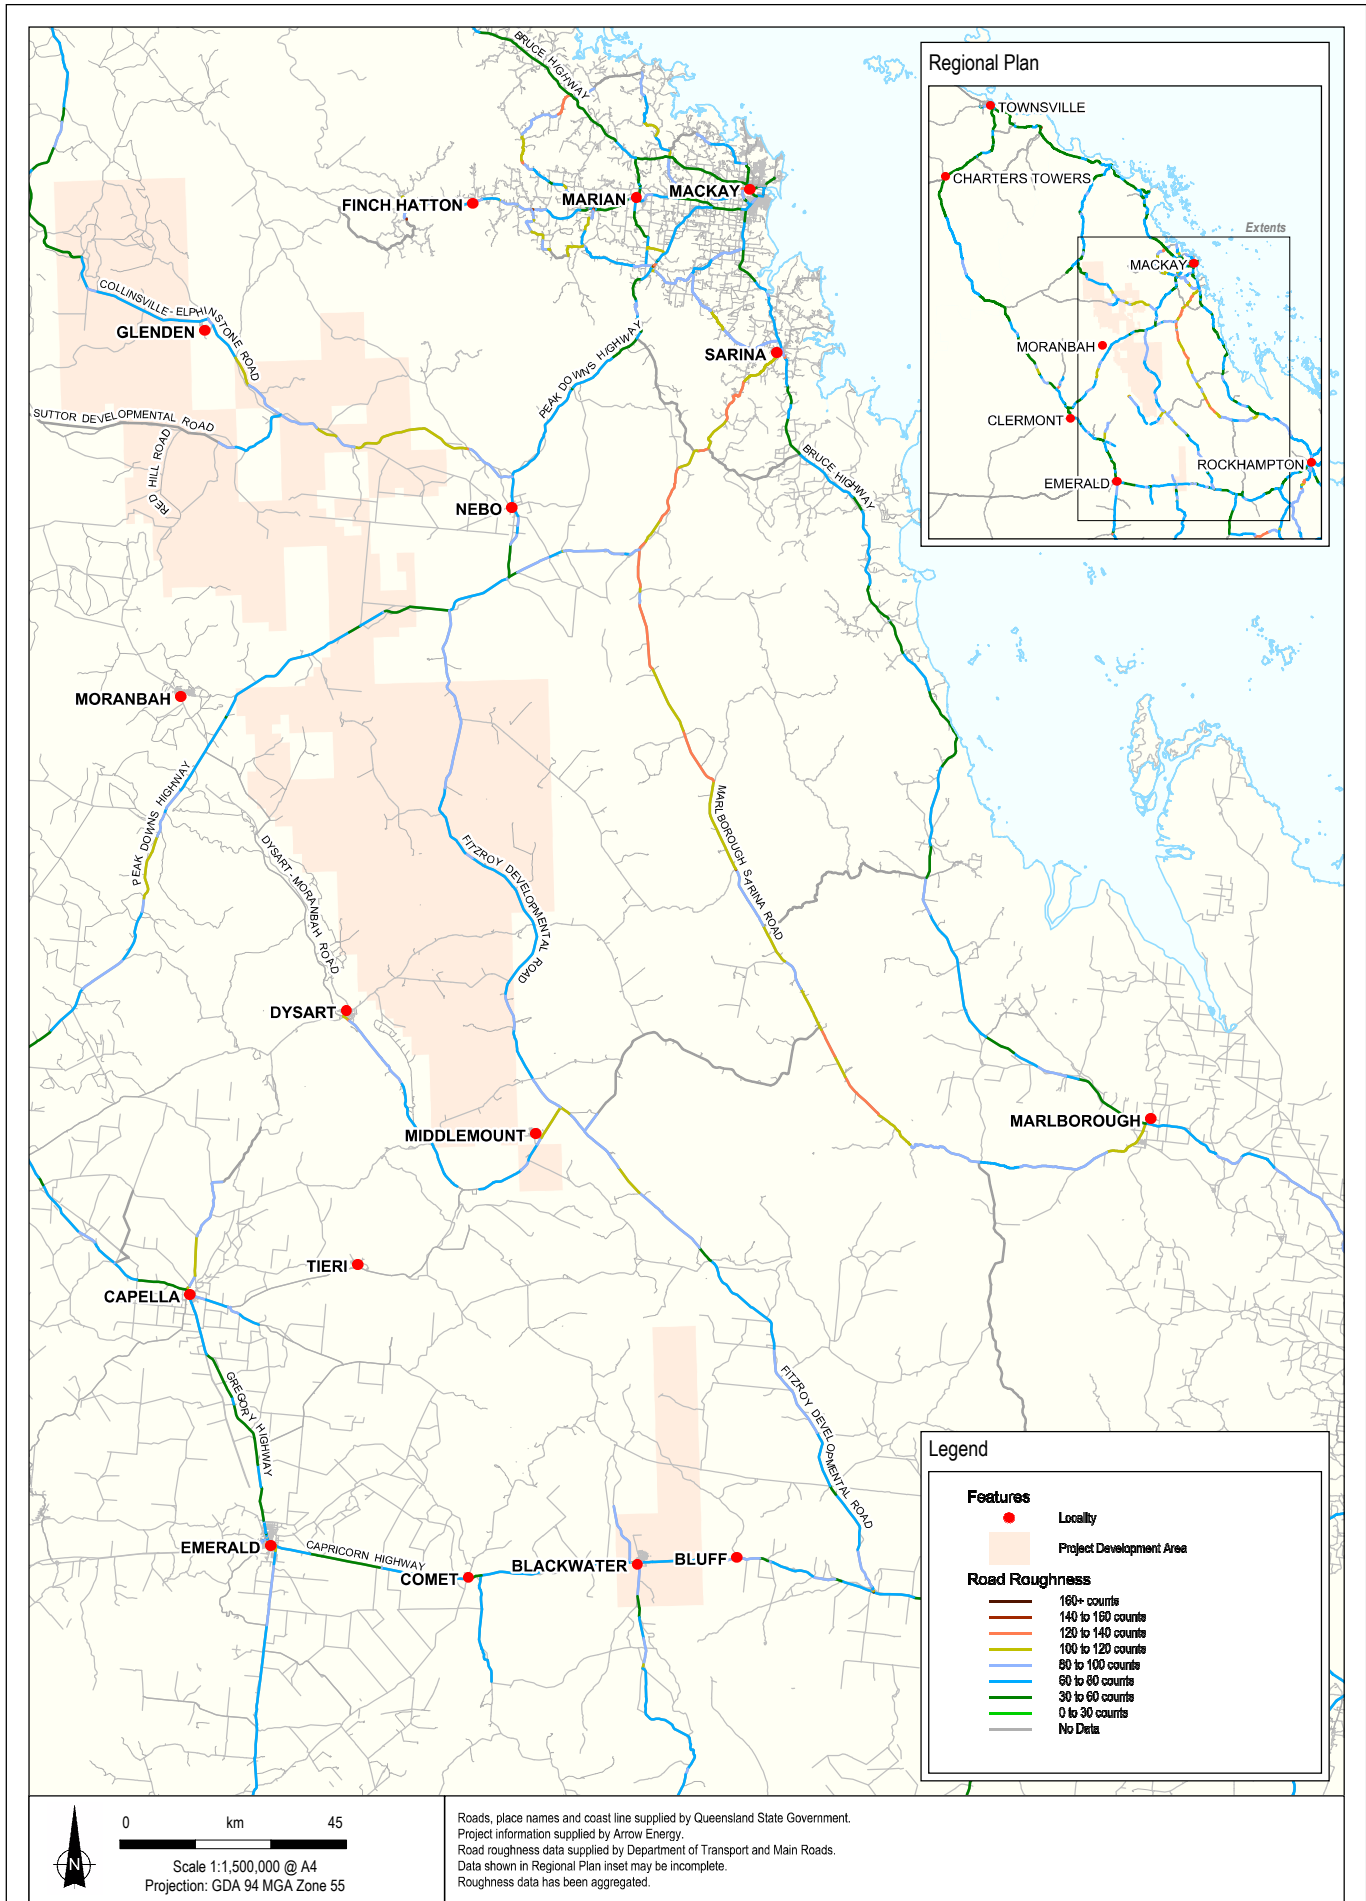 Regional Plan
TOWNSVILLE
CHARTERS TOWERS
Extents
MACKAY
MORANBAH
CLERMONT
ROCKHAMPTON
EMERALD
BRUCE HIGHWAY
FINCH HATTON
MARIAN
MACKAY
COLLINSVILLE - ELPHINSTONE ROAD
GLENDEN
SARINA
PEAK DOWNS HIGHWAY
SUTTOR DEVELOPMENTAL ROAD
RED HILL ROAD
BRUCE HIGHWAY
NEBO
MORANBAH
PEAK DOWNS HIGHWAY
DYSART - MORANBAH ROAD
FITZROY DEVELOPMENTAL ROAD
MARLBOROUGH SARINA ROAD
DYSART
MIDDLEMOUNT
MARLBOROUGH
TIERI
CAPELLA
GREGORY HIGHWAY
FITZROY DEVELOPMENTAL ROAD
EMERALD
CAPRICORN HIGHWAY
COMET
BLACKWATER
BLUFF
Legend
Features
Locality
Project Development Area
Road Roughness
160+ counts
140 to 160 counts
120 to 140 counts
100 to 120 counts
80 to 100 counts
60 to 80 counts
30 to 60 counts
0 to 30 counts
No Data
N
0 km 45
Scale 1:1,500,000 @ A4
Projection: GDA 94 MGA Zone 55
Roads, place names and coast line supplied by Queensland State Government.
Project information supplied by Arrow Energy.
Road roughness data supplied by Department of Transport and Main Roads.
Data shown in Regional Plan inset may be incomplete.
Roughness data has been aggregated.